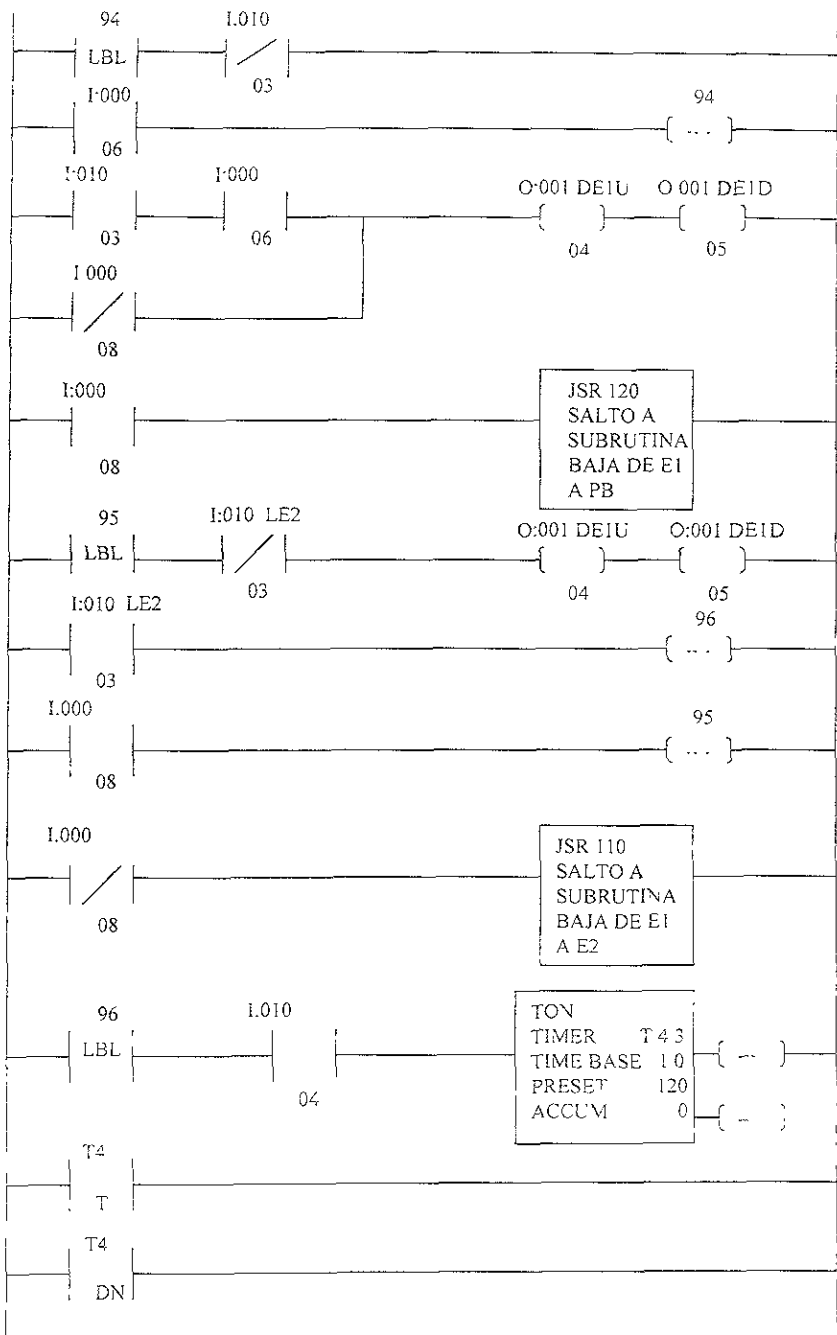 94 I.010
LBL
03
I:000 94
06
I:010 I:000 O:001 DE1U O 001 DE1D
03 06 04 05
I 000
08
I:000
08
JSR 120
SALTO A
SUBRUTINA
BAJA DE E1
A PB
95 I:010 LE2 O:001 DE1U O:001 DE1D
LBL
03 04 05
I:010 LE2 96
03
I.000 95
08
I.000
08
JSR 110
SALTO A
SUBRUTINA
BAJA DE E1
A E2
96 I.010
LBL
04
TON
TIMER T 4 3
TIME BASE 1 0
PRESET 120
ACCUM 0
T4
T
T4
DN